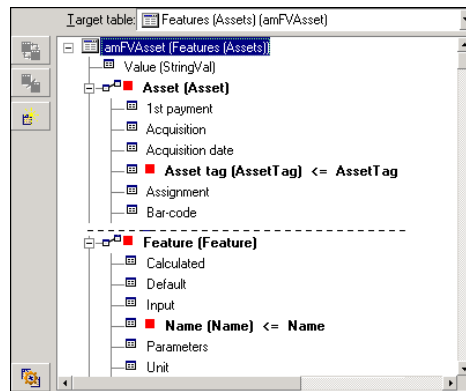 Target table: Features (Assets) (amFVAsset)
amFVAsset (Features (Assets))
Value (StringVal)
Asset (Asset)
1st payment
Acquisition
Acquisition date
Asset tag (AssetTag) <= AssetTag
Assignment
Bar-code
Feature (Feature)
Calculated
Default
Input
Name (Name) <= Name
Parameters
Unit